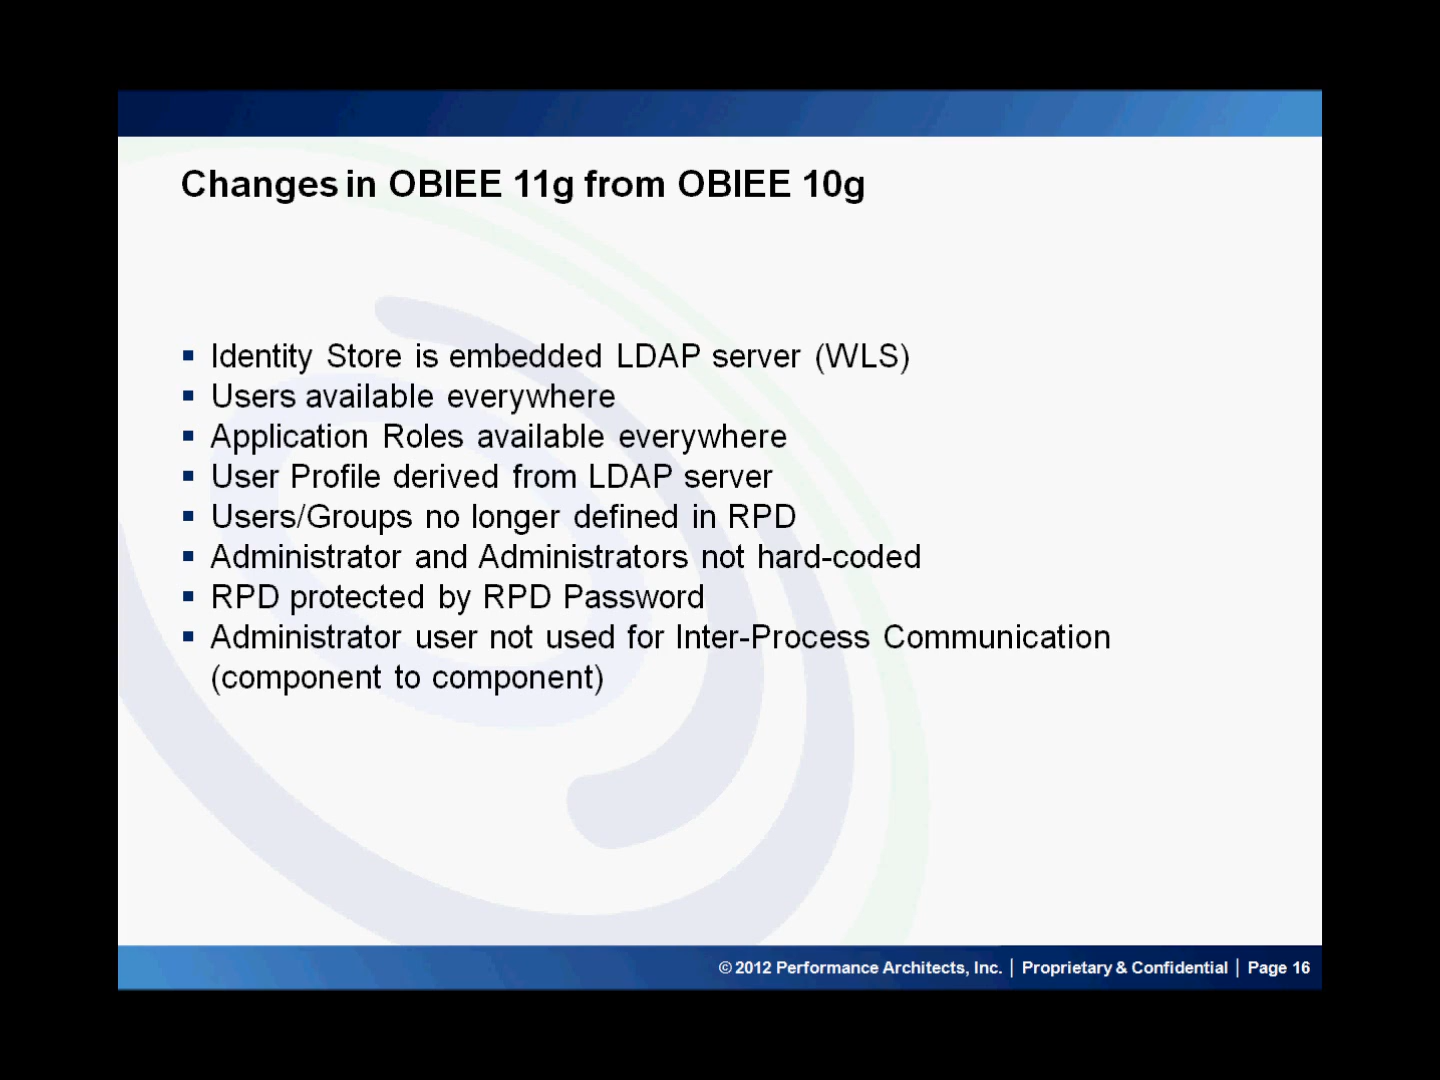 Changes in OBIEE 11g from OBIEE 10g
▪ Identity Store is embedded LDAP server (WLS)
▪ Users available everywhere
▪ Application Roles available everywhere
▪ User Profile derived from LDAP server
▪ Users/Groups no longer defined in RPD
▪ Administrator and Administrators not hard-coded
▪ RPD protected by RPD Password
▪ Administrator user not used for Inter-Process Communication
(component to component)
© 2012 Performance Architects, Inc. | Proprietary & Confidential | Page 16